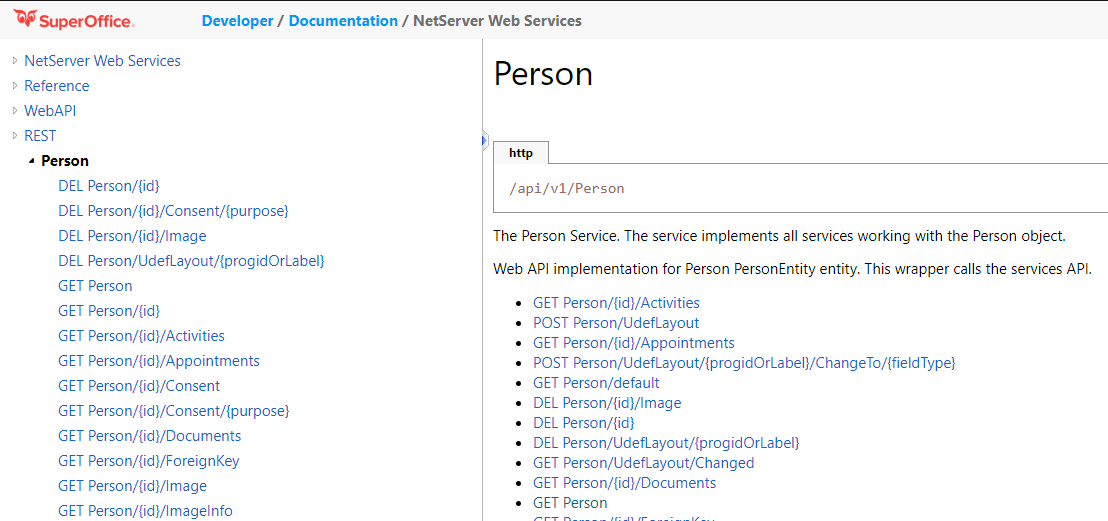 SuperOffice.
Developer / Documentation / NetServer Web Services
NetServer Web Services
Reference
WebAPI
REST
Person
DEL Person/{id}
DEL Person/{id}/Consent/{purpose}
DEL Person/{id}/Image
DEL Person/UdefLayout/{progidOrLabel}
GET Person
GET Person/{id}
GET Person/{id}/Activities
GET Person/{id}/Appointments
GET Person/{id}/Consent
GET Person/{id}/Consent/{purpose}
GET Person/{id}/Documents
GET Person/{id}/ForeignKey
GET Person/{id}/Image
GET Person/{id}/ImageInfo
Person
http
/api/v1/Person
The Person Service. The service implements all services working with the Person object.
Web API implementation for Person PersonEntity entity. This wrapper calls the services API.
GET Person/{id}/Activities
POST Person/UdefLayout
GET Person/{id}/Appointments
POST Person/UdefLayout/{progidOrLabel}/ChangeTo/{fieldType}
GET Person/default
DEL Person/{id}/Image
DEL Person/{id}
DEL Person/UdefLayout/{progidOrLabel}
GET Person/UdefLayout/Changed
GET Person/{id}/Documents
GET Person
GET Person/{id}/ForeignKey